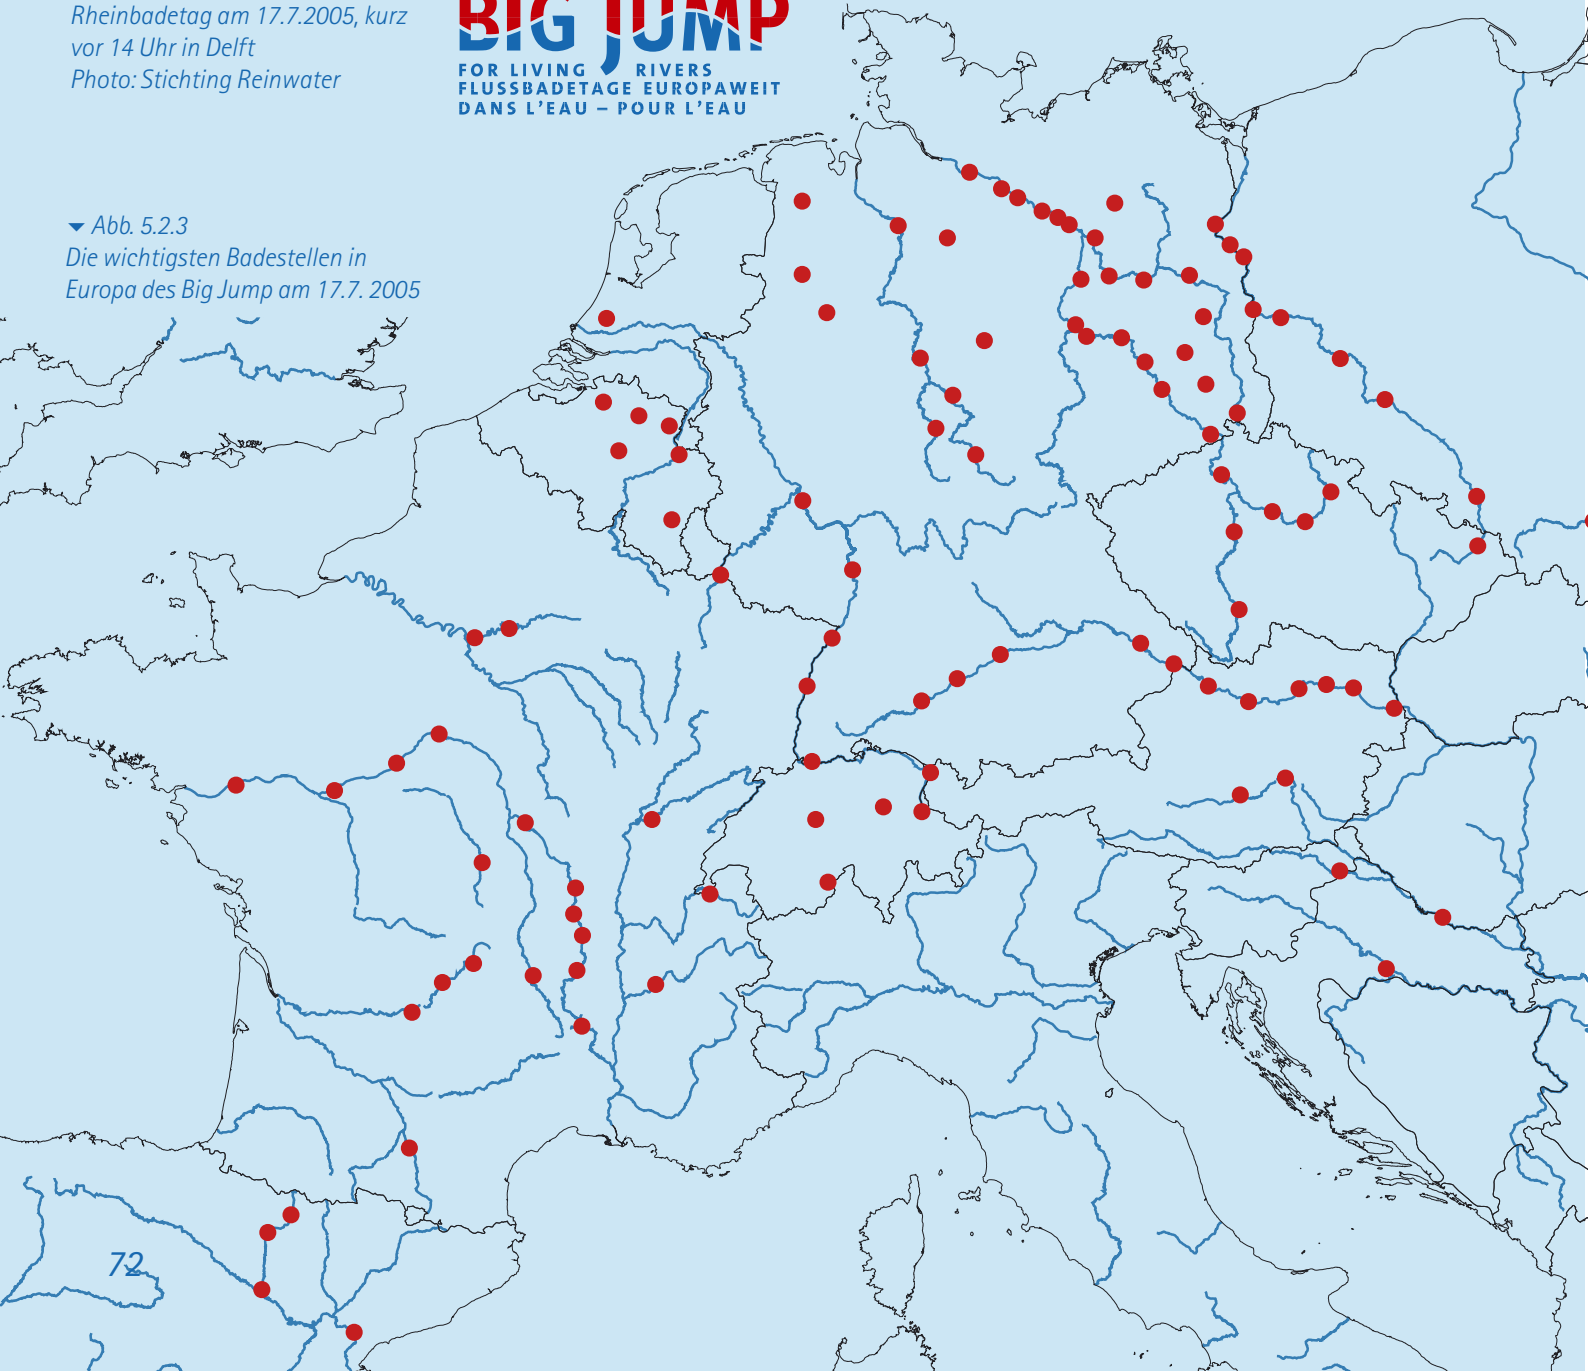 Rheinbadetag am 17.7.2005, kurz
vor 14 Uhr in Delft
Photo: Stichting Reinwater
BIG JUMP
FOR LIVING RIVERS
FLUSSBADETAGE EUROPAWEIT
DANS L'EAU – POUR L'EAU
Abb. 5.2.3
Die wichtigsten Badestellen in
Europa des Big Jump am 17.7. 2005
72